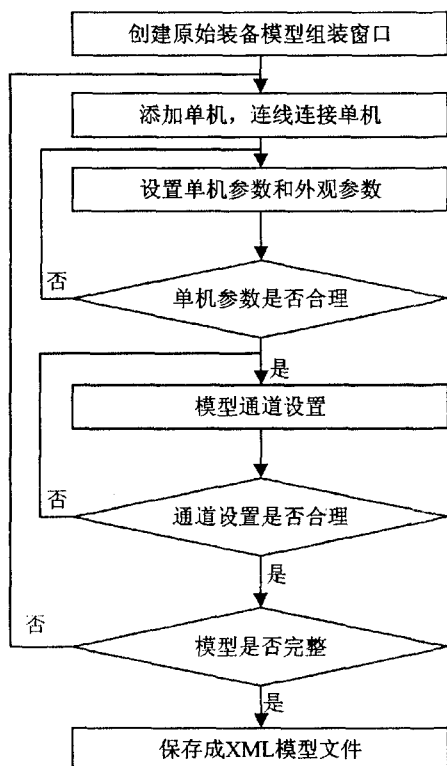 创建原始装备模型组装窗口
添加单机，连线连接单机
设置单机参数和外观参数
否
单机参数是否合理
是
模型通道设置
否
通道设置是否合理
是
否
模型是否完整
是
保存成XML模型文件